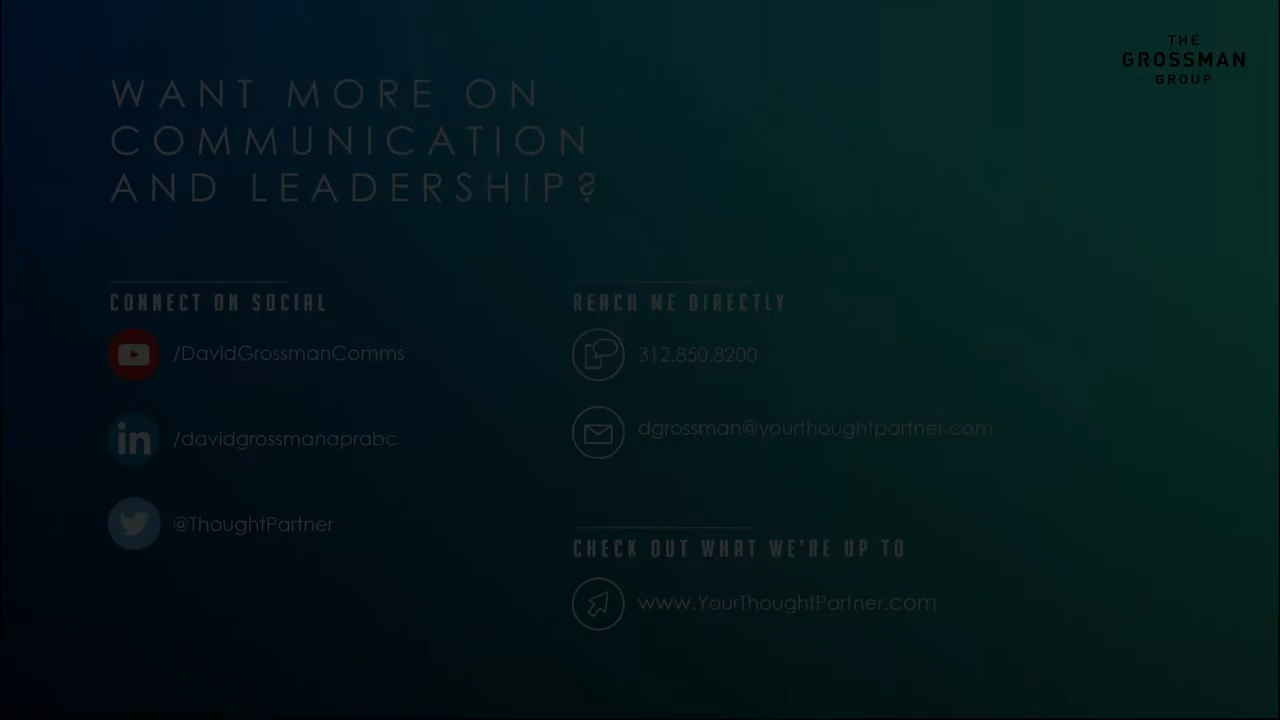 THE
GROSSMAN
GROUP
WANT MORE ON
COMMUNICATION
AND LEADERSHIP?
CONNECT ON SOCIAL
/DavidGrossmanComms
in /davidgrossmanaprabc
@ThoughtPartner
REACH ME DIRECTLY
312.850.8200
dgrossman@yourthoughtpartner.com
CHECK OUT WHAT WE'RE UP TO
www.YourThoughtPartner.com